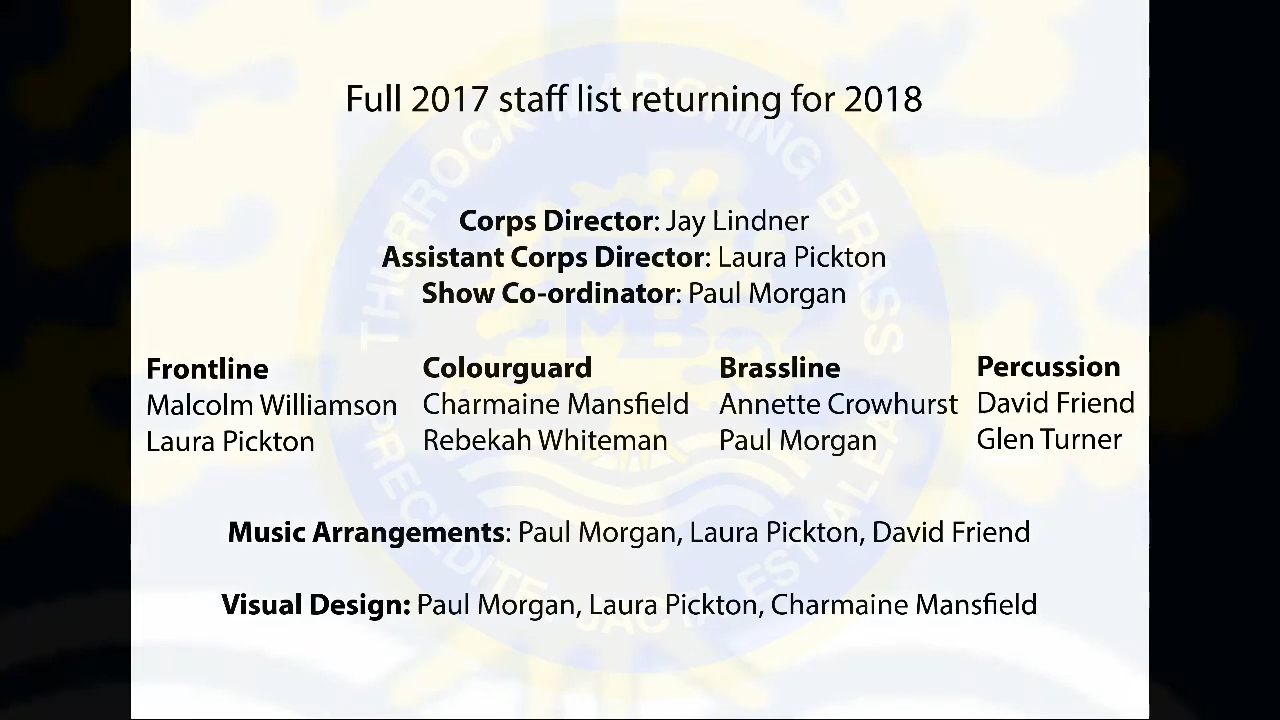 Full 2017 staff list returning for 2018
Corps Director: Jay Lindner
Assistant Corps Director: Laura Pickton
Show Co-ordinator: Paul Morgan
Frontline
Malcolm Williamson
Laura Pickton
Colourguard
Charmaine Mansfield
Rebekah Whiteman
Brassline
Annette Crowhurst
Paul Morgan
Percussion
David Friend
Glen Turner
Music Arrangements: Paul Morgan, Laura Pickton, David Friend
Visual Design: Paul Morgan, Laura Pickton, Charmaine Mansfield
THURROCK MARCHING BRASS